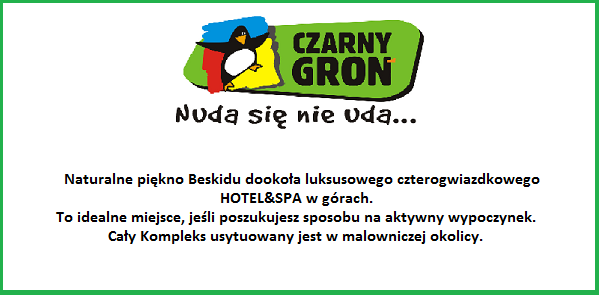 CZARNY
GROŃ
Nuda się nie uda...
Naturalne piękno Beskidu dookoła luksusowego czterogwiazdkowego
HOTEL&SPA w górach.
To idealne miejsce, jeśli poszukujesz sposobu na aktywny wypoczynek.
Cały Kompleks usytuowany jest w malowniczej okolicy.